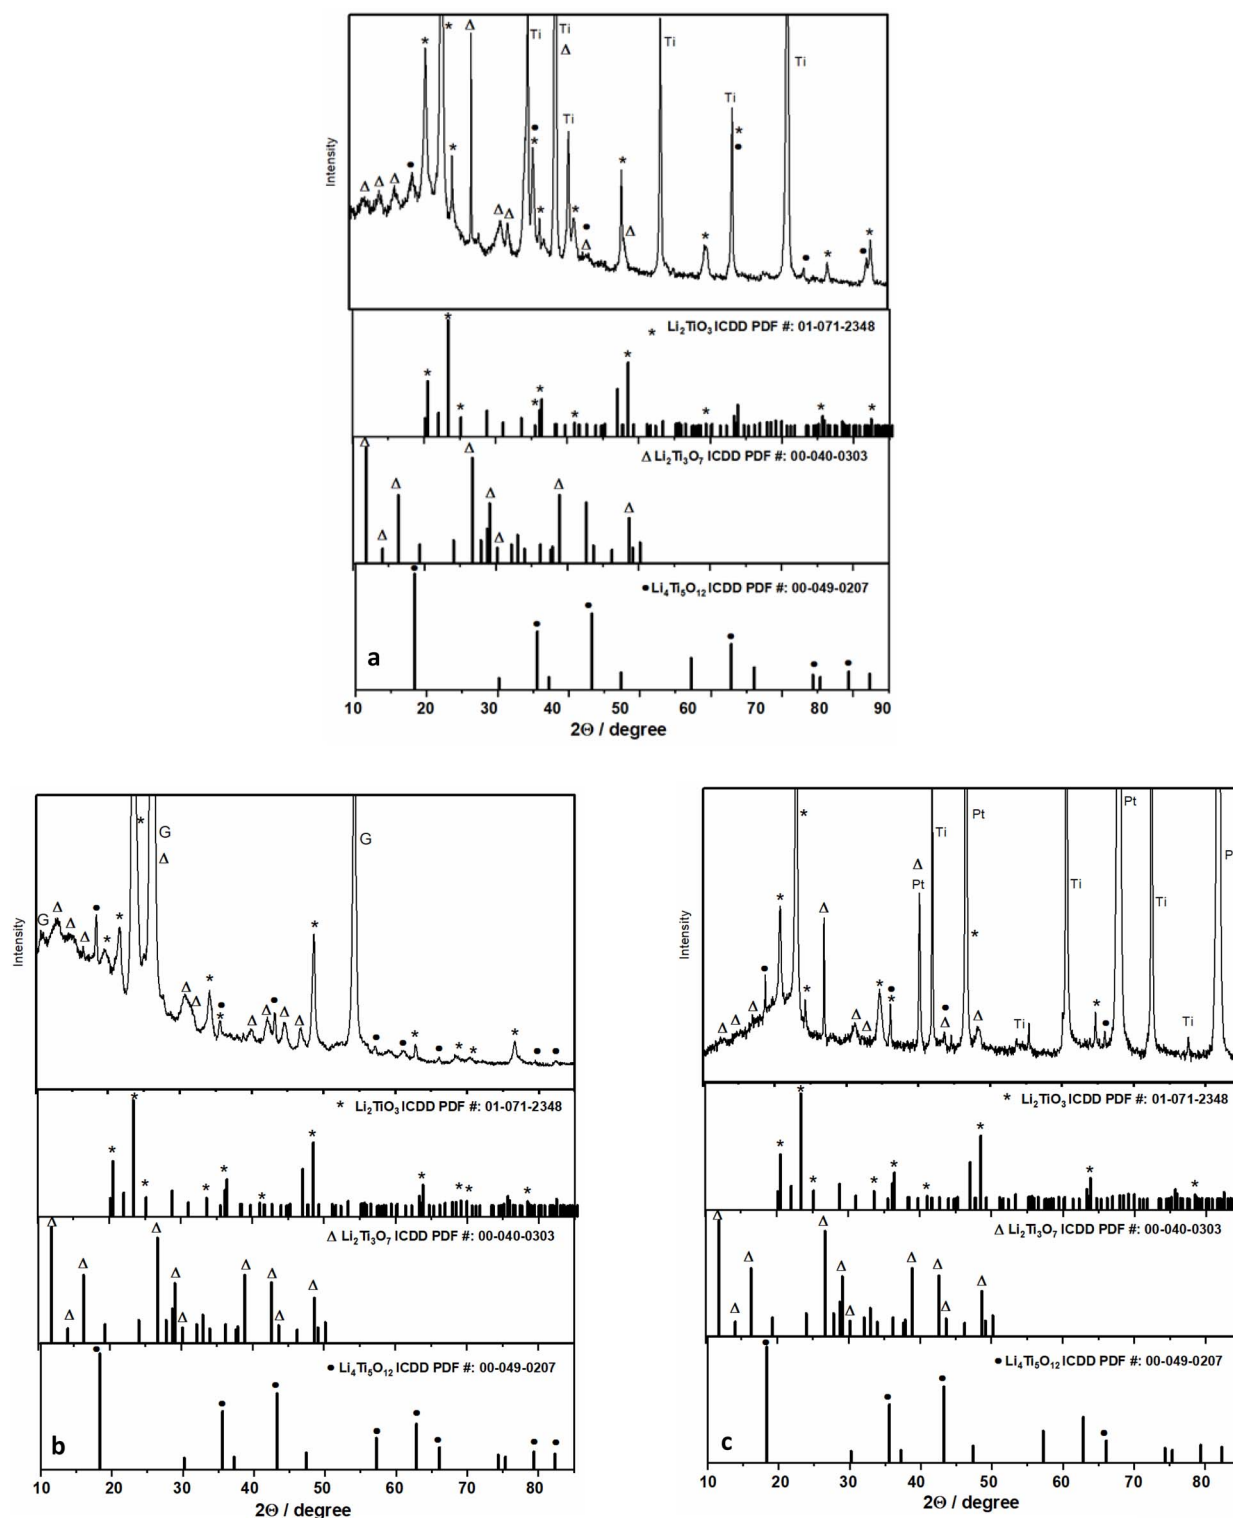 * * Δ Ti Ti Δ Ti Ti Ti * ● Ti
* ● * Δ Δ Δ ● * * * Δ Δ ● Δ Δ * * ● * ● *
Intensity
* Li₂TiO₃ ICDD PDF #: 01-071-2348
Δ Li₂Ti₃O₇ ICDD PDF #: 00-040-0303
● Li₄Ti₅O₁₂ ICDD PDF #: 00-049-0207
a
10 20 30 40 50 60 70 80 90
2Θ / degree
G Δ Δ Δ ● * * * G Δ G
Intensity
* Li₂TiO₃ ICDD PDF #: 01-071-2348
Δ Li₂Ti₃O₇ ICDD PDF #: 00-040-0303
● Li₄Ti₅O₁₂ ICDD PDF #: 00-049-0207
b
10 20 30 40 50 60 70 80
2Θ / degree
* * Δ Δ Pt Ti Pt * Ti Pt Ti P
Ti Ti
Intensity
* Li₂TiO₃ ICDD PDF #: 01-071-2348
Δ Li₂Ti₃O₇ ICDD PDF #: 00-040-0303
● Li₄Ti₅O₁₂ ICDD PDF #: 00-049-0207
c
10 20 30 40 50 60 70 80
2Θ / degree